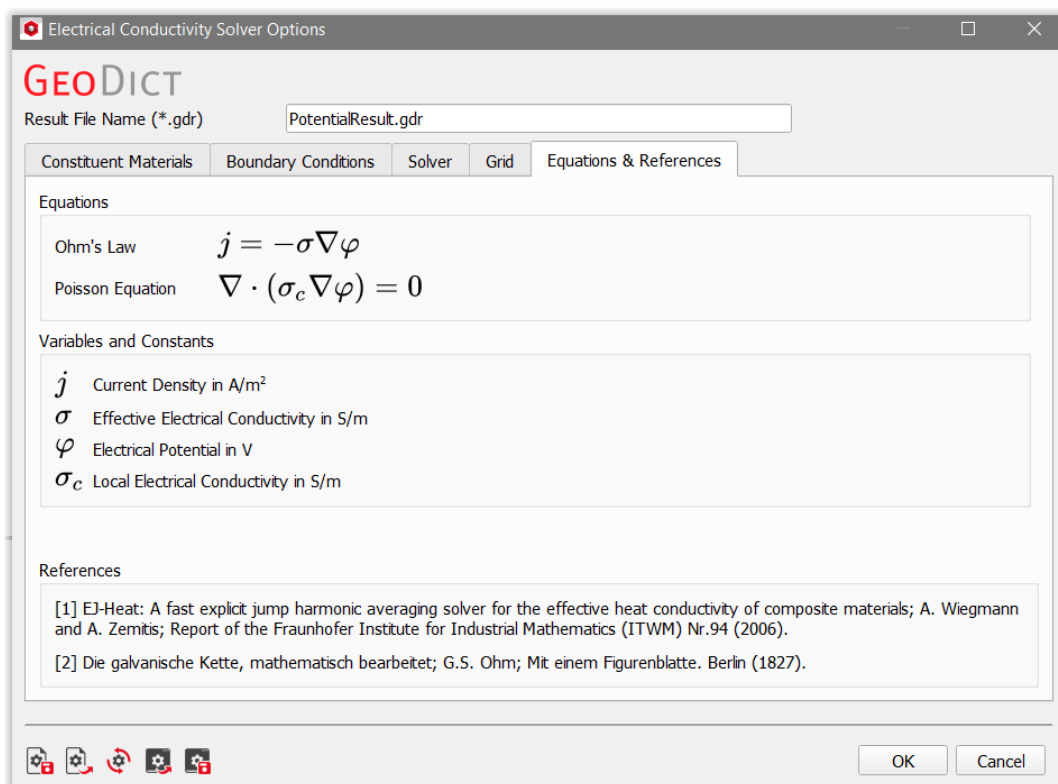 Electrical Conductivity Solver Options
GEODICT
Result File Name (*.gdr) PotentialResult.gdr
Constituent Materials Boundary Conditions Solver Grid Equations & References
Equations
Ohm's Law j = −σ∇φ
Poisson Equation ∇ · (σ_c∇φ) = 0
Variables and Constants
j Current Density in A/m²
σ Effective Electrical Conductivity in S/m
φ Electrical Potential in V
σ_c Local Electrical Conductivity in S/m
References
[1] EJ-Heat: A fast explicit jump harmonic averaging solver for the effective heat conductivity of composite materials; A. Wiegmann
and A. Zemitis; Report of the Fraunhofer Institute for Industrial Mathematics (ITWM) Nr.94 (2006).
[2] Die galvanische Kette, mathematisch bearbeitet; G.S. Ohm; Mit einem Figurenblatte. Berlin (1827).
OK Cancel